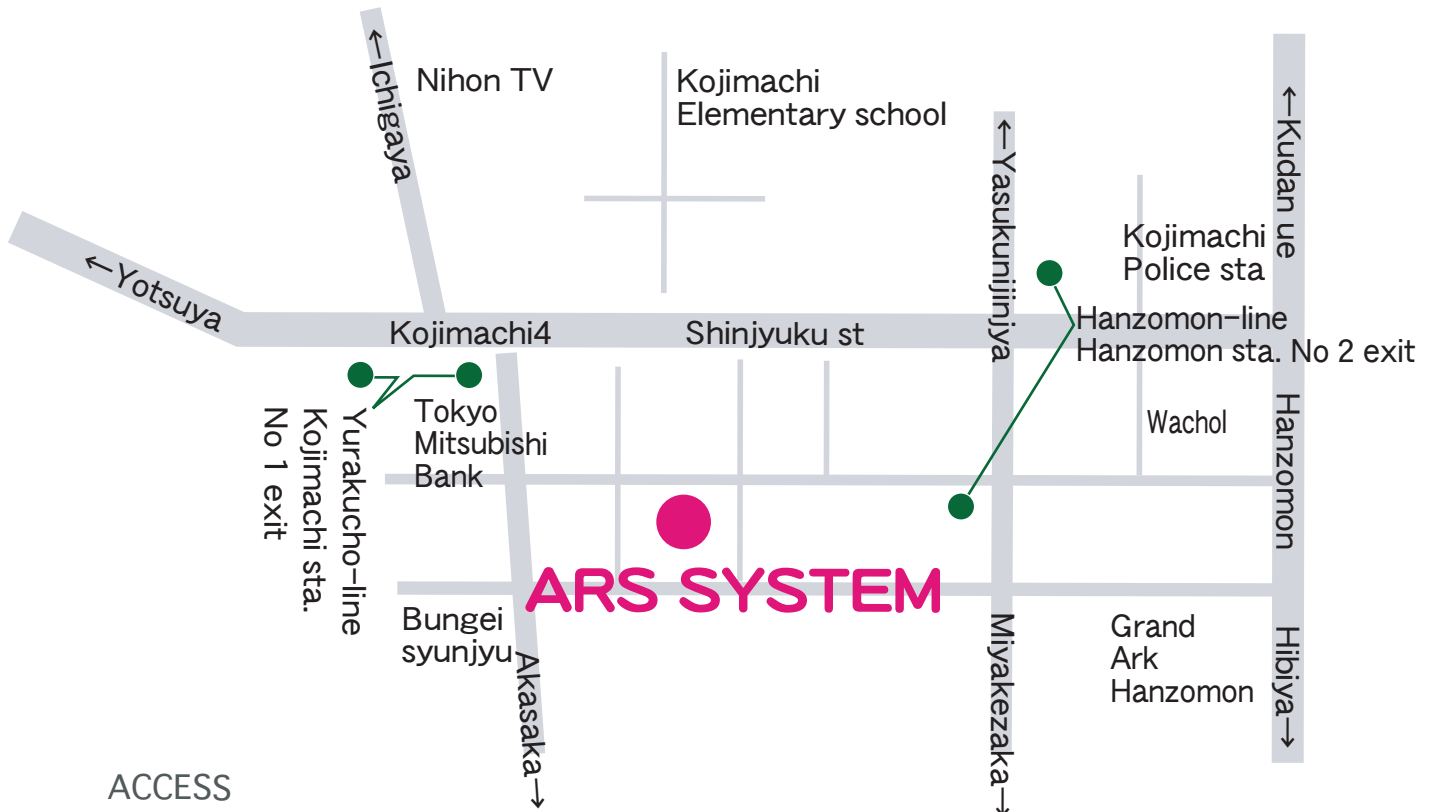 ←Ichigaya
Nihon TV
Kojimachi
Elementary school
←Kudan ue
←Yasukunijinjya
Kojimachi
Police sta
←Yotsuya
Kojimachi4
Shinjyuku st
Hanzomon-line
Hanzomon sta. No 2 exit
Yurakucho-line
Kojimachi sta.
No 1 exit
Tokyo
Mitsubishi
Bank
Wachol
Hanzomon
ARS SYSTEM
Bungei
syunjyu
Akasaka→
Miyakezaka→
Grand
Ark
Hanzomon
Hibiya→
ACCESS